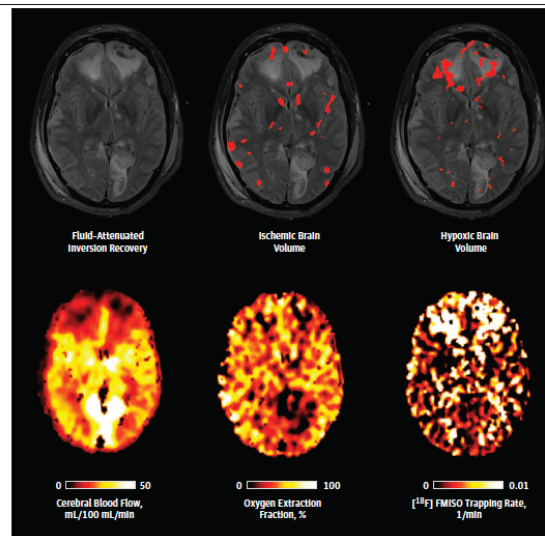 Fluid-Attenuated
Inversion Recovery
Ischemic Brain
Volume
Hypoxic Brain
Volume
0 50
Cerebral Blood Flow,
mL/100 mL/min
0 100
Oxygen Extraction
Fraction, %
0 0.01
[¹⁸F] FMISO Trapping Rate,
1/min